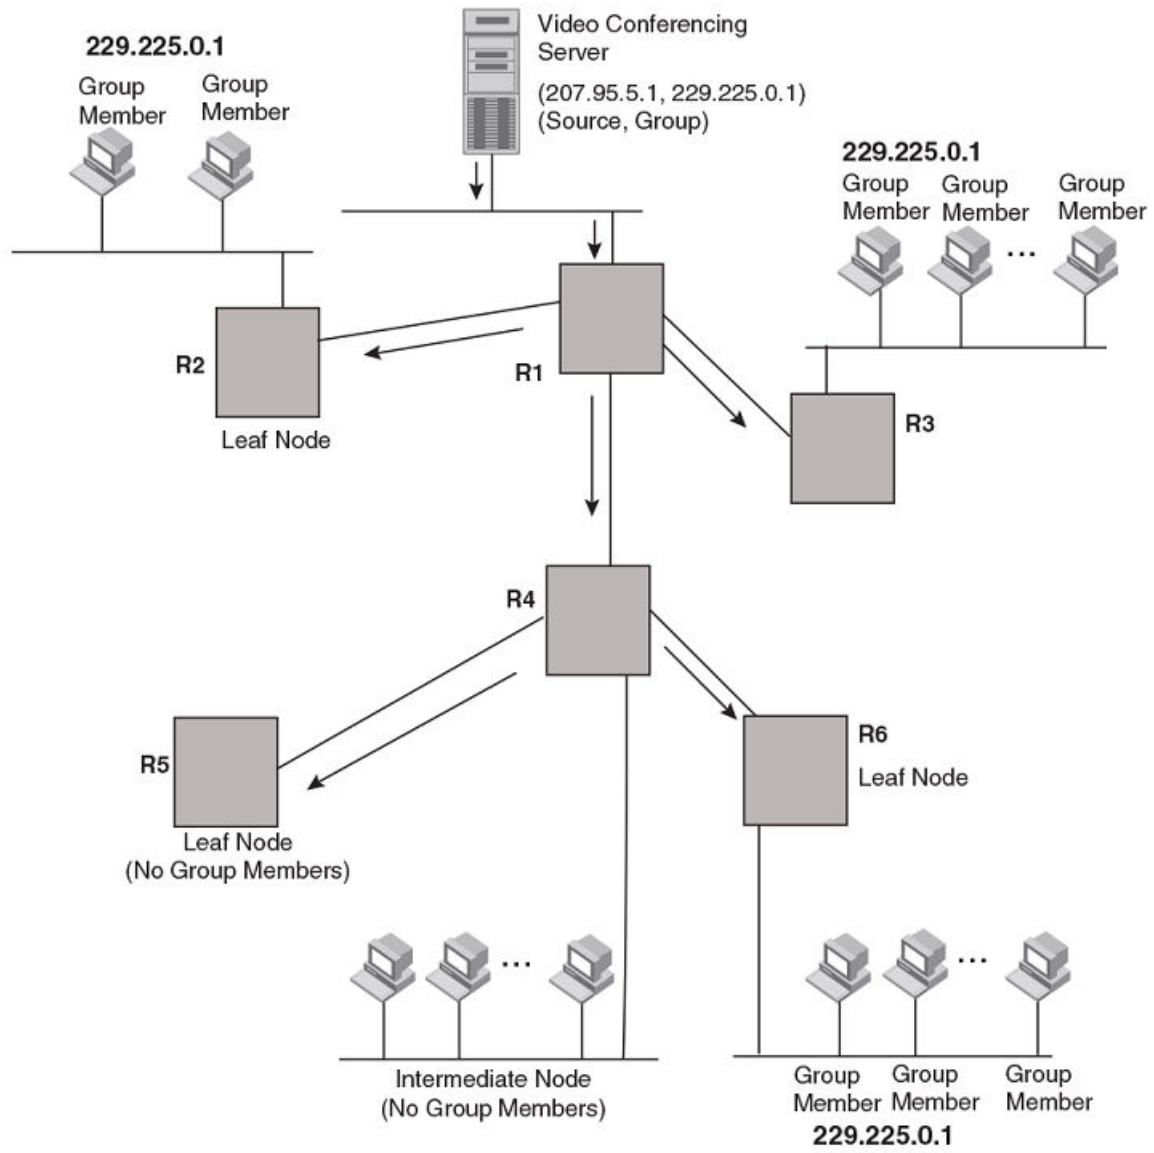 229.225.0.1
Group
Member
Group
Member
Video Conferencing
Server
(207.95.5.1, 229.225.0.1)
(Source, Group)
229.225.0.1
Group
Member
Group
Member
...
Group
Member
R2
Leaf Node
R1
R3
R4
R5
Leaf Node
(No Group Members)
R6
Leaf Node
...
Intermediate Node
(No Group Members)
...
Group
Member
Group
Member
Group
Member
229.225.0.1